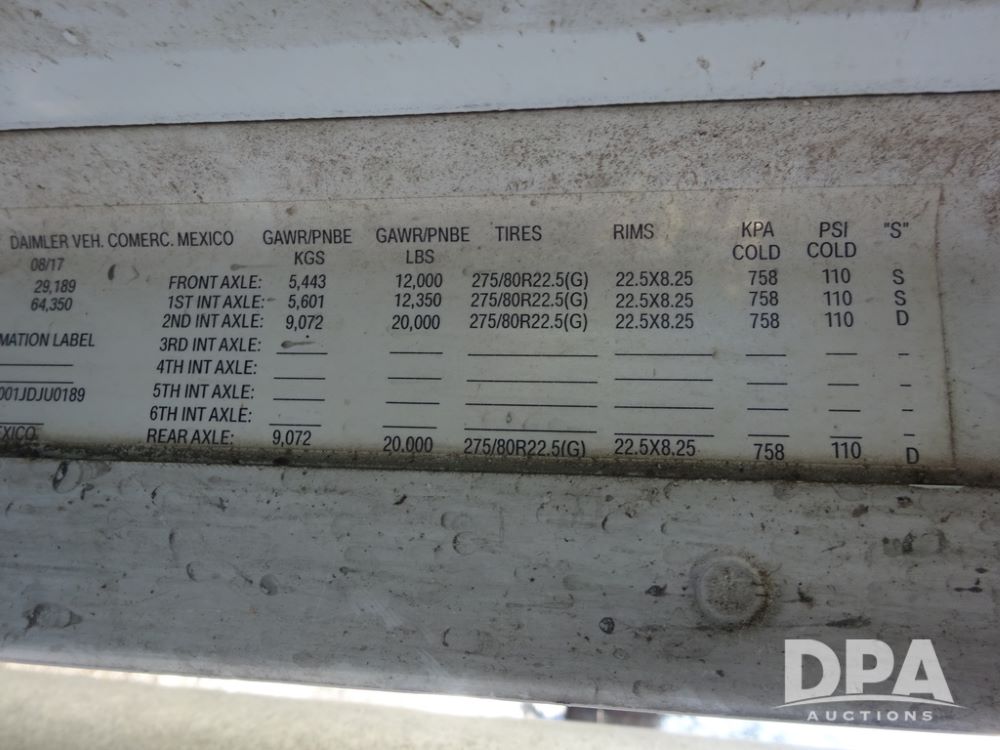 DAIMLER VEH. COMERC. MEXICO GAWR/PNBE GAWR/PNBE TIRES RIMS KPA PSI "S"
KGS LBS COLD COLD
08/17
29,189 FRONT AXLE: 5,443 12,000 275/80R22.5(G) 22.5X8.25 758 110 S
64,350 1ST INT AXLE: 5,601 12,350 275/80R22.5(G) 22.5X8.25 758 110 S
2ND INT AXLE: 9,072 20,000 275/80R22.5(G) 22.5X8.25 758 110 D
MATION LABEL 3RD INT AXLE:
4TH INT AXLE:
001JDJU0189 5TH INT AXLE:
6TH INT AXLE:
EXICO REAR AXLE: 9,072 20.000 275/80R22.5(G) 22.5X8.25 758 110 D
DPA
AUCTIONS